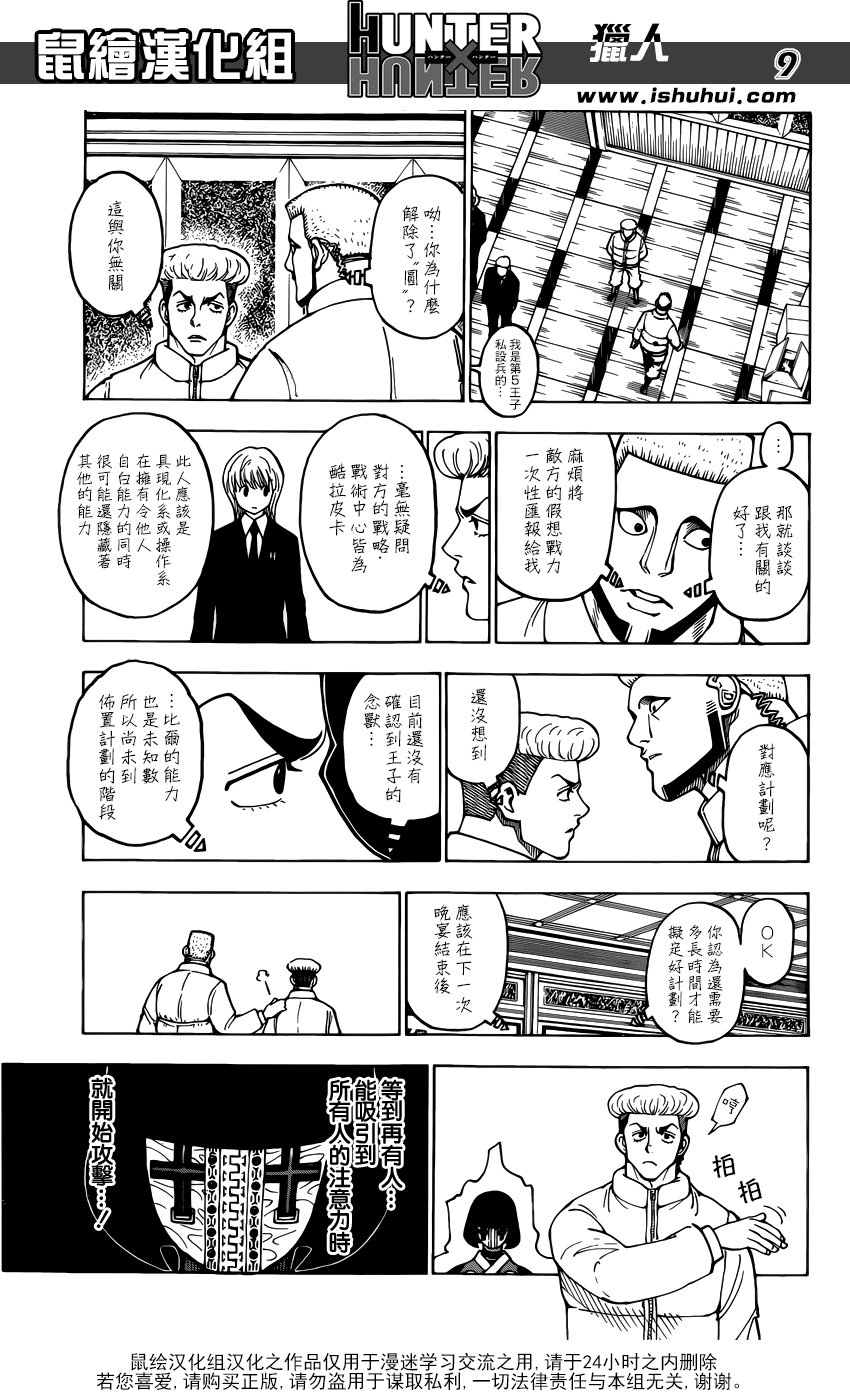 鼠繪漢化組
HUNTER
×
ハンター ハンター
HUNTER
獵人
9
www.ishuhui.com
我是第5王子
私設兵的…
呦…你為什麼
解除了"圓"？
這與你無關
…
那就談談
跟我有關的
好了…
麻煩將
敵方的假想戰力
一次性匯報給我
…毫無疑問
對方的戰略·
戰術中心皆為
酷拉皮卡
此人應該是
具現化系或操作系
在擁有令他人
自白能力的同時
很可能還隱藏著
其他的能力
對應計劃呢？
還沒想到
目前還沒有
確認到王子的
念獸…
…比爾的能力
也是未知數
所以尚未到
佈置計劃的階段
OK
你認為還需要
多長時間才能
擬足好計劃？
應該在下一次
晚宴結束後
哼
拍
拍
等到再有人…
能吸引到
所有人的注意力時
就開始攻擊…！
鼠绘汉化组汉化之作品仅用于漫迷学习交流之用,请于24小时之内删除
若您喜爱,请购买正版,请勿盗用于谋取私利,一切法律责任与本组无关,谢谢。